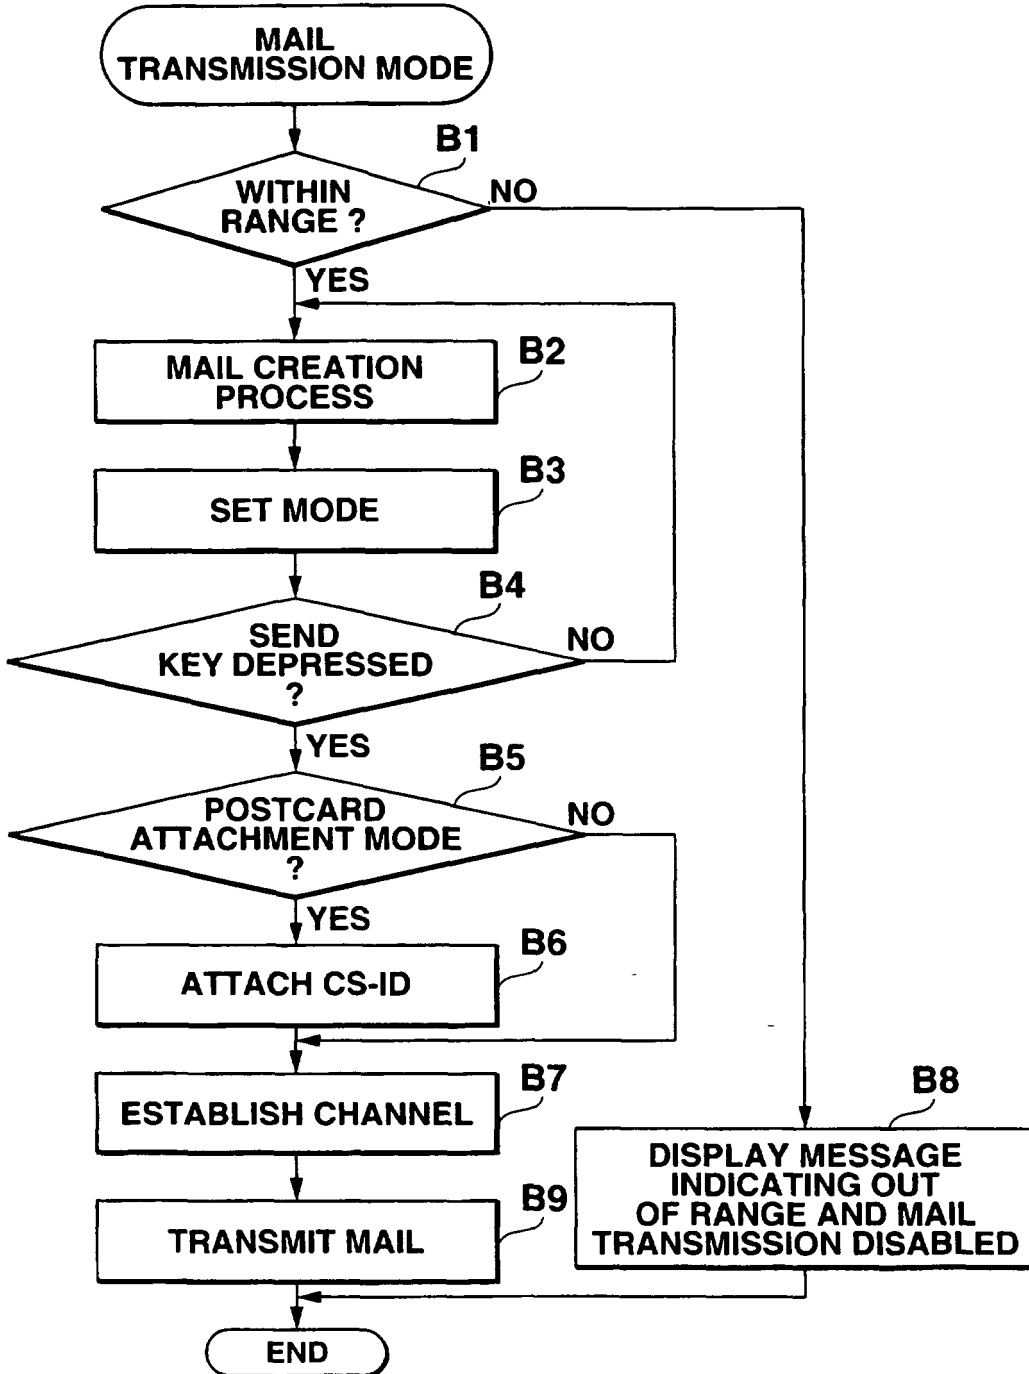 MAIL
TRANSMISSION MODE
B1
WITHIN
RANGE ?
NO
YES
B2
MAIL CREATION
PROCESS
B3
SET MODE
B4
SEND
KEY DEPRESSED
?
NO
YES
B5
POSTCARD
ATTACHMENT MODE
?
NO
YES
B6
ATTACH CS-ID
B7
ESTABLISH CHANNEL
B8
DISPLAY MESSAGE
INDICATING OUT
OF RANGE AND MAIL
TRANSMISSION DISABLED
B9
TRANSMIT MAIL
END